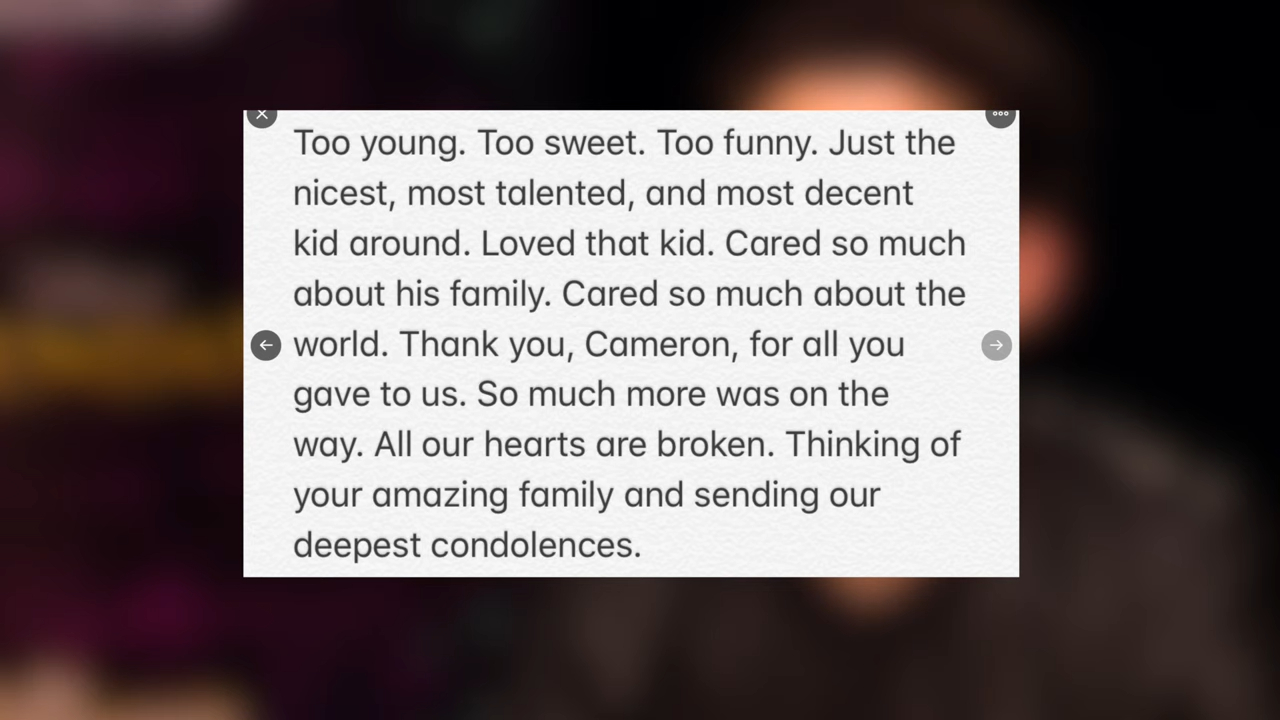 Too young. Too sweet. Too funny. Just the
nicest, most talented, and most decent
kid around. Loved that kid. Cared so much
about his family. Cared so much about the
world. Thank you, Cameron, for all you
gave to us. So much more was on the
way. All our hearts are broken. Thinking of
your amazing family and sending our
deepest condolences.